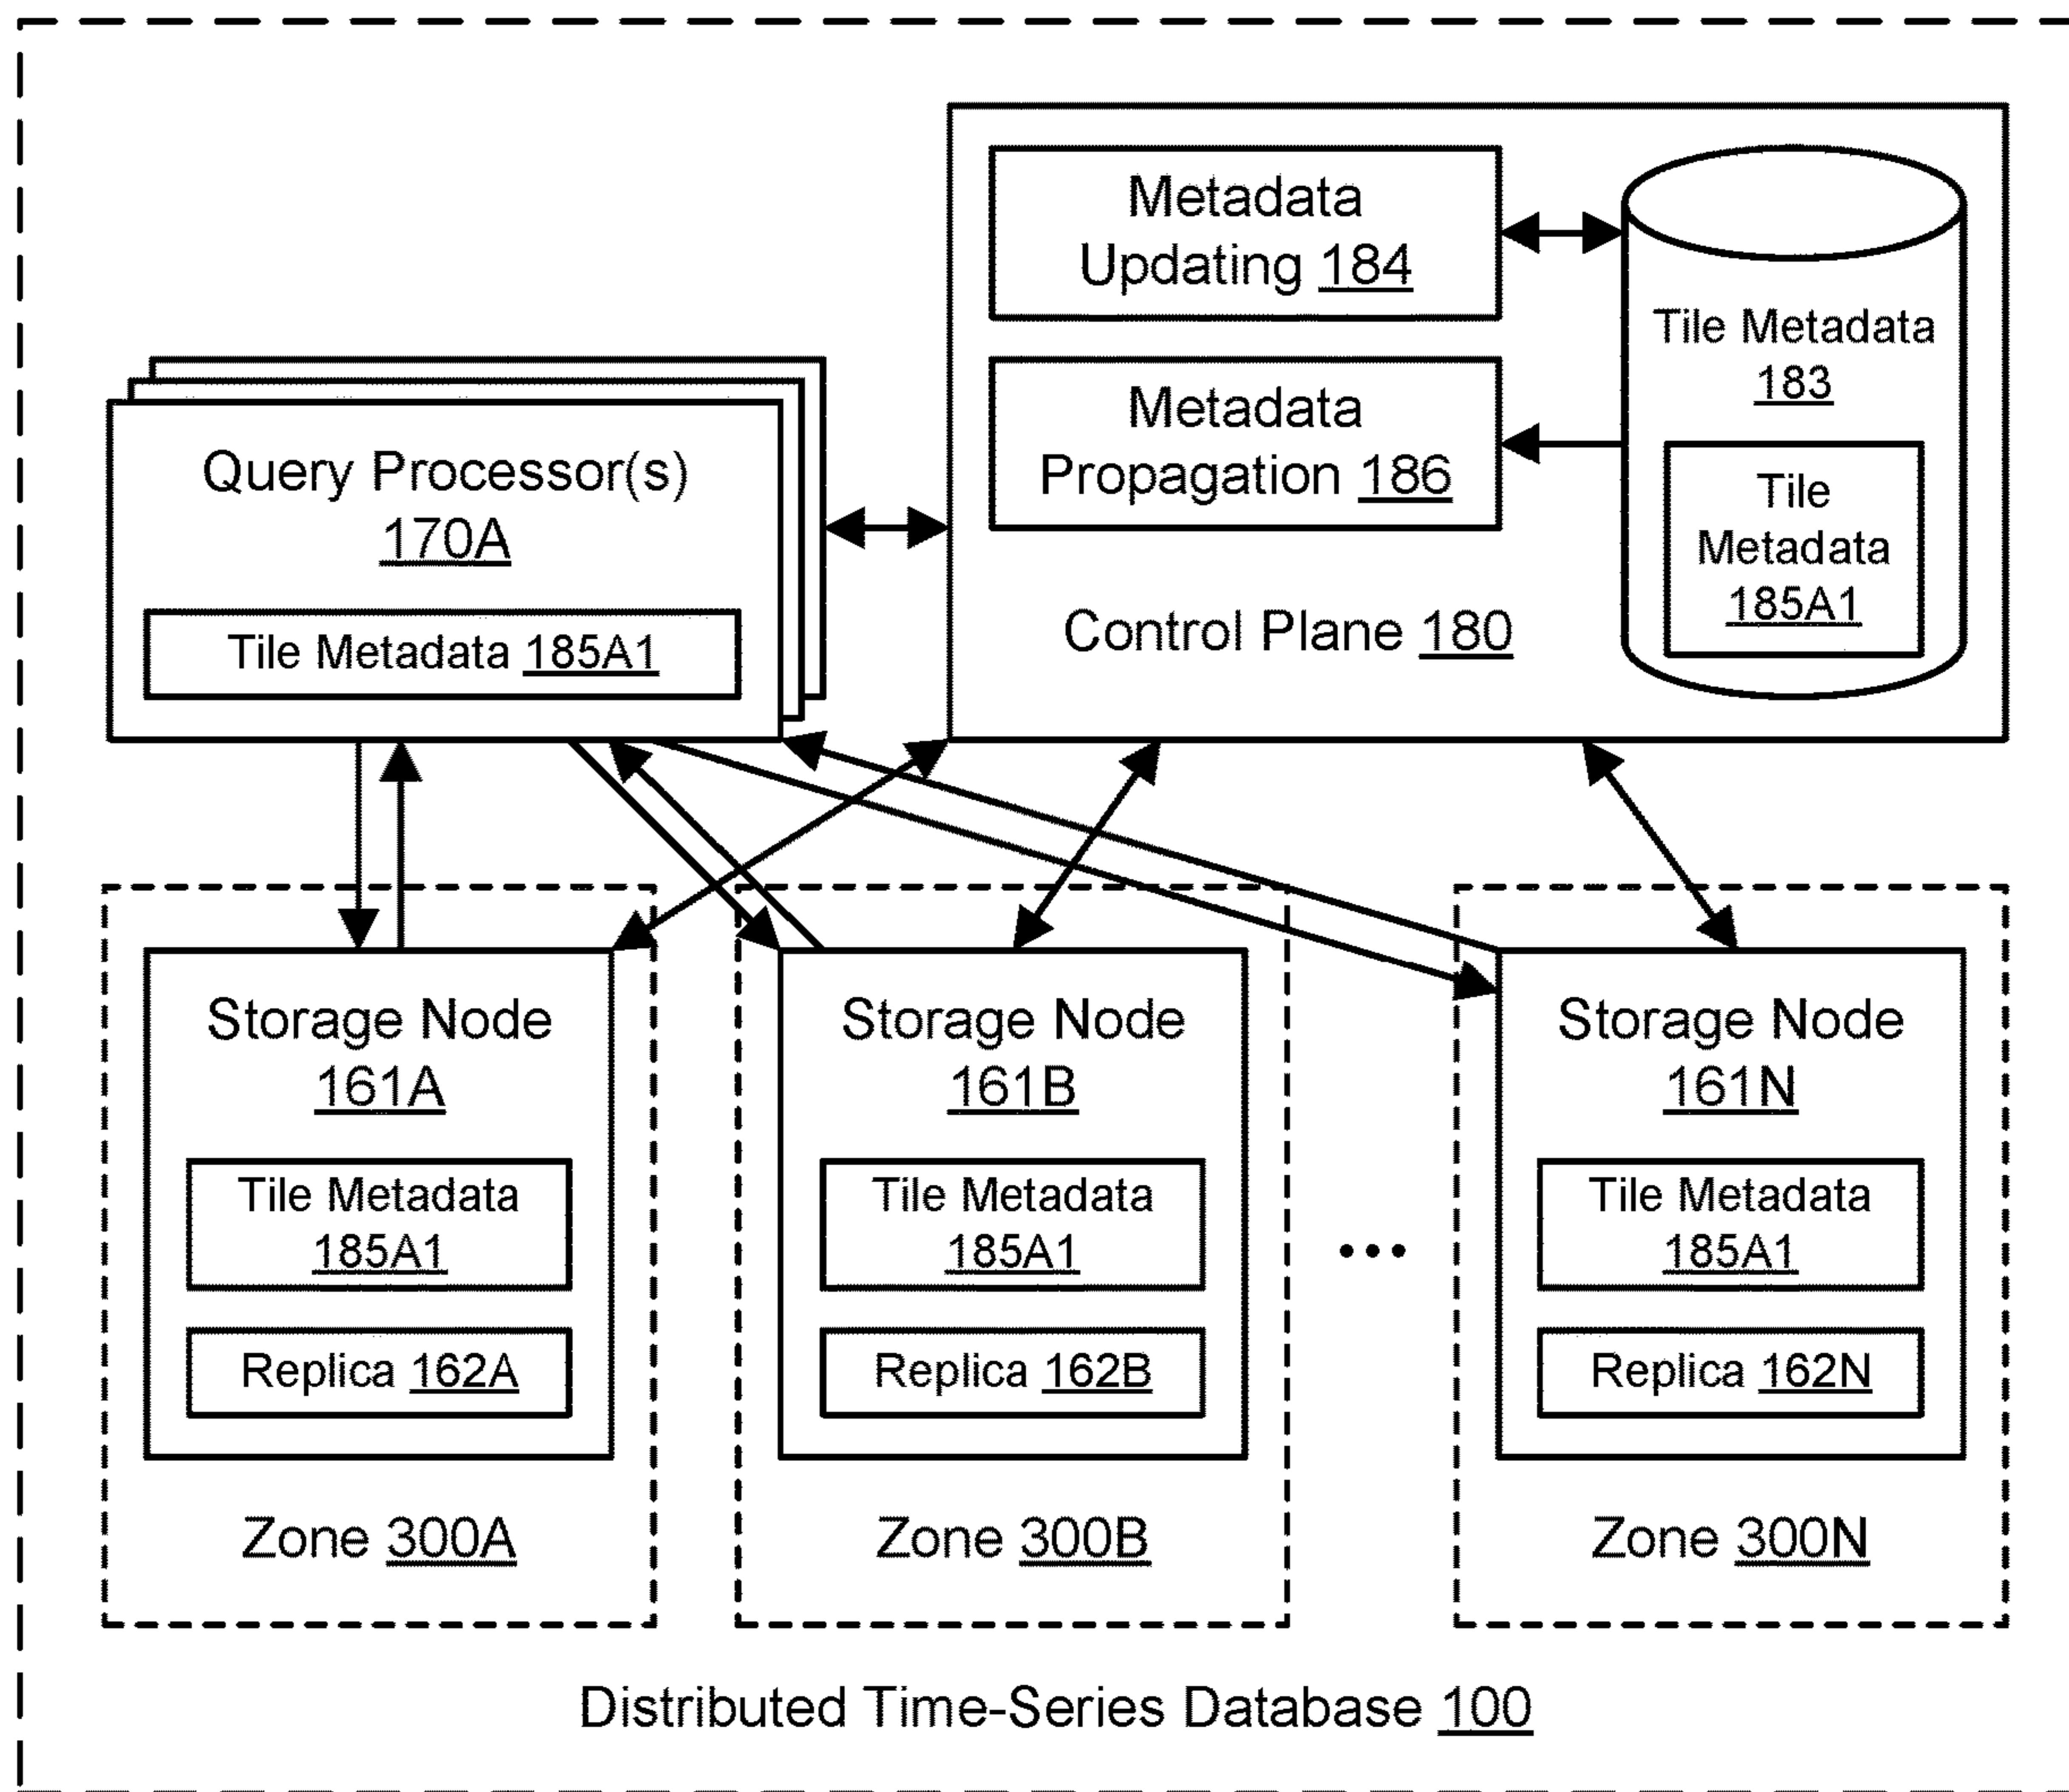 Metadata
Updating 184
Tile Metadata
183
Metadata
Propagation 186
Tile
Metadata
185A1
Control Plane 180
Query Processor(s)
170A
Tile Metadata 185A1
Storage Node
161A
Tile Metadata
185A1
Replica 162A
Zone 300A
Storage Node
161B
Tile Metadata
185A1
Replica 162B
Zone 300B
•••
Storage Node
161N
Tile Metadata
185A1
Replica 162N
Zone 300N
Distributed Time-Series Database 100